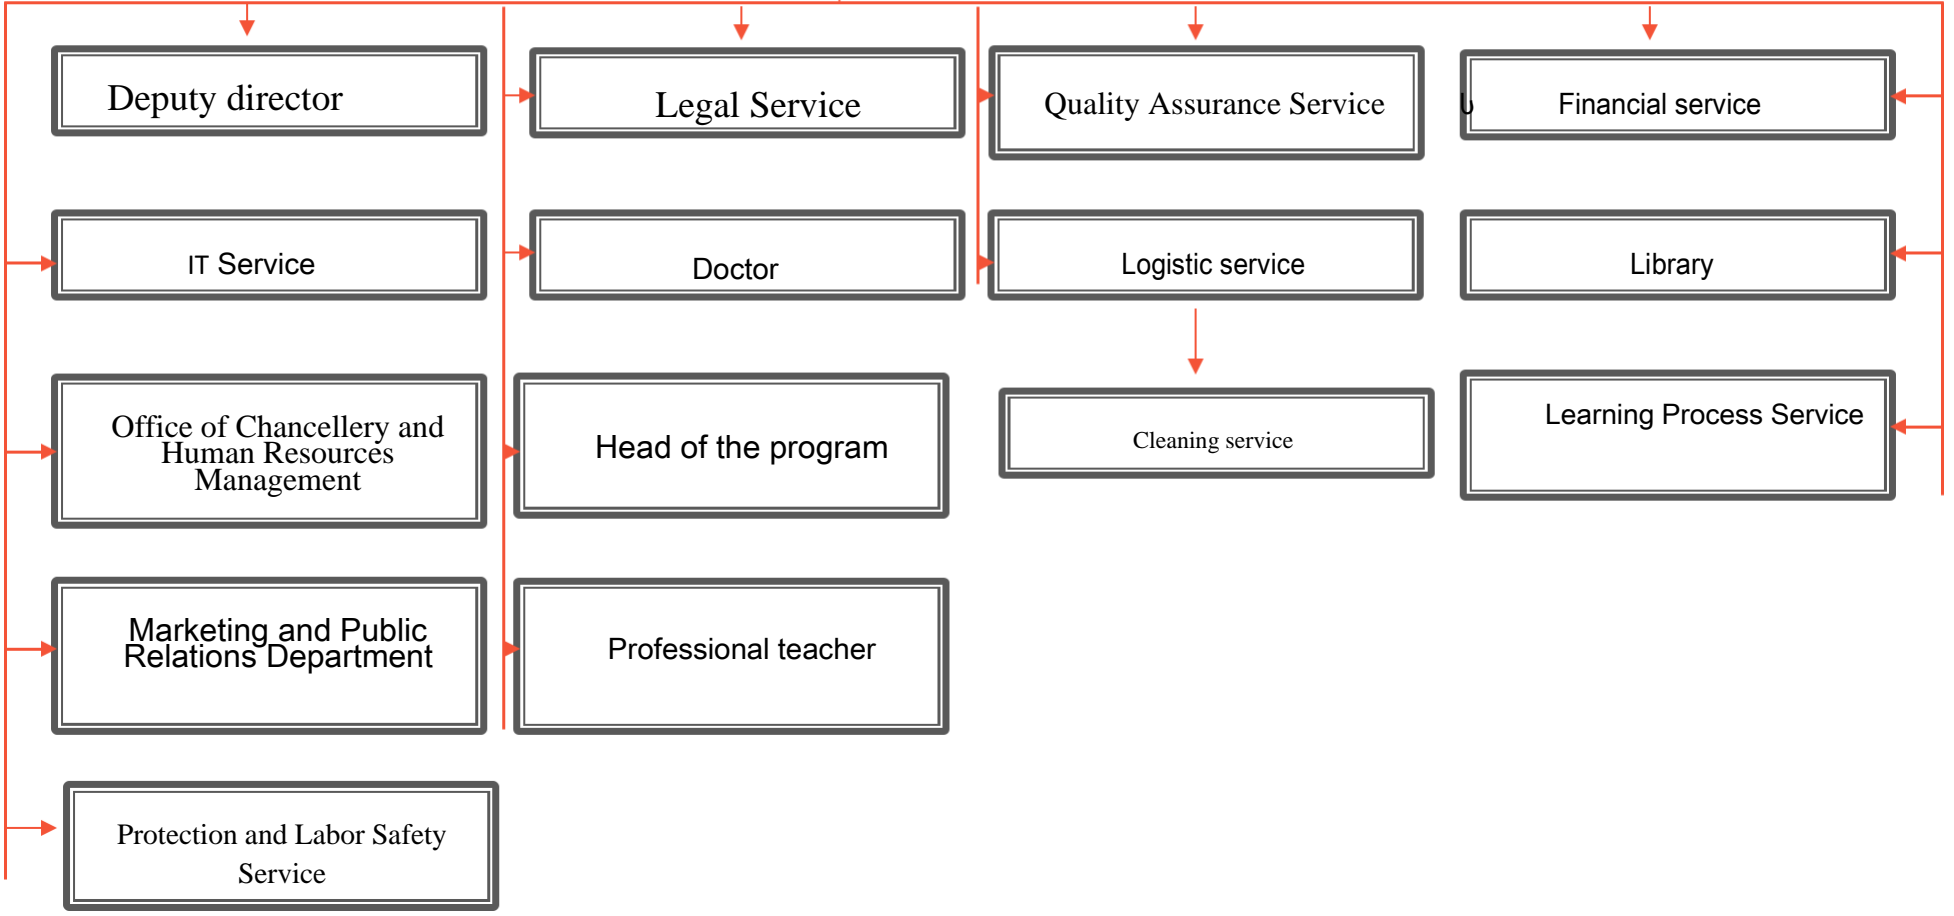 Deputy director
Legal Service
Quality Assurance Service
Financial service
IT Service
Doctor
Logistic service
Library
Office of Chancellery and
Human Resources
Management
Head of the program
Cleaning service
Learning Process Service
Marketing and Public
Relations Department
Professional teacher
Protection and Labor Safety
Service